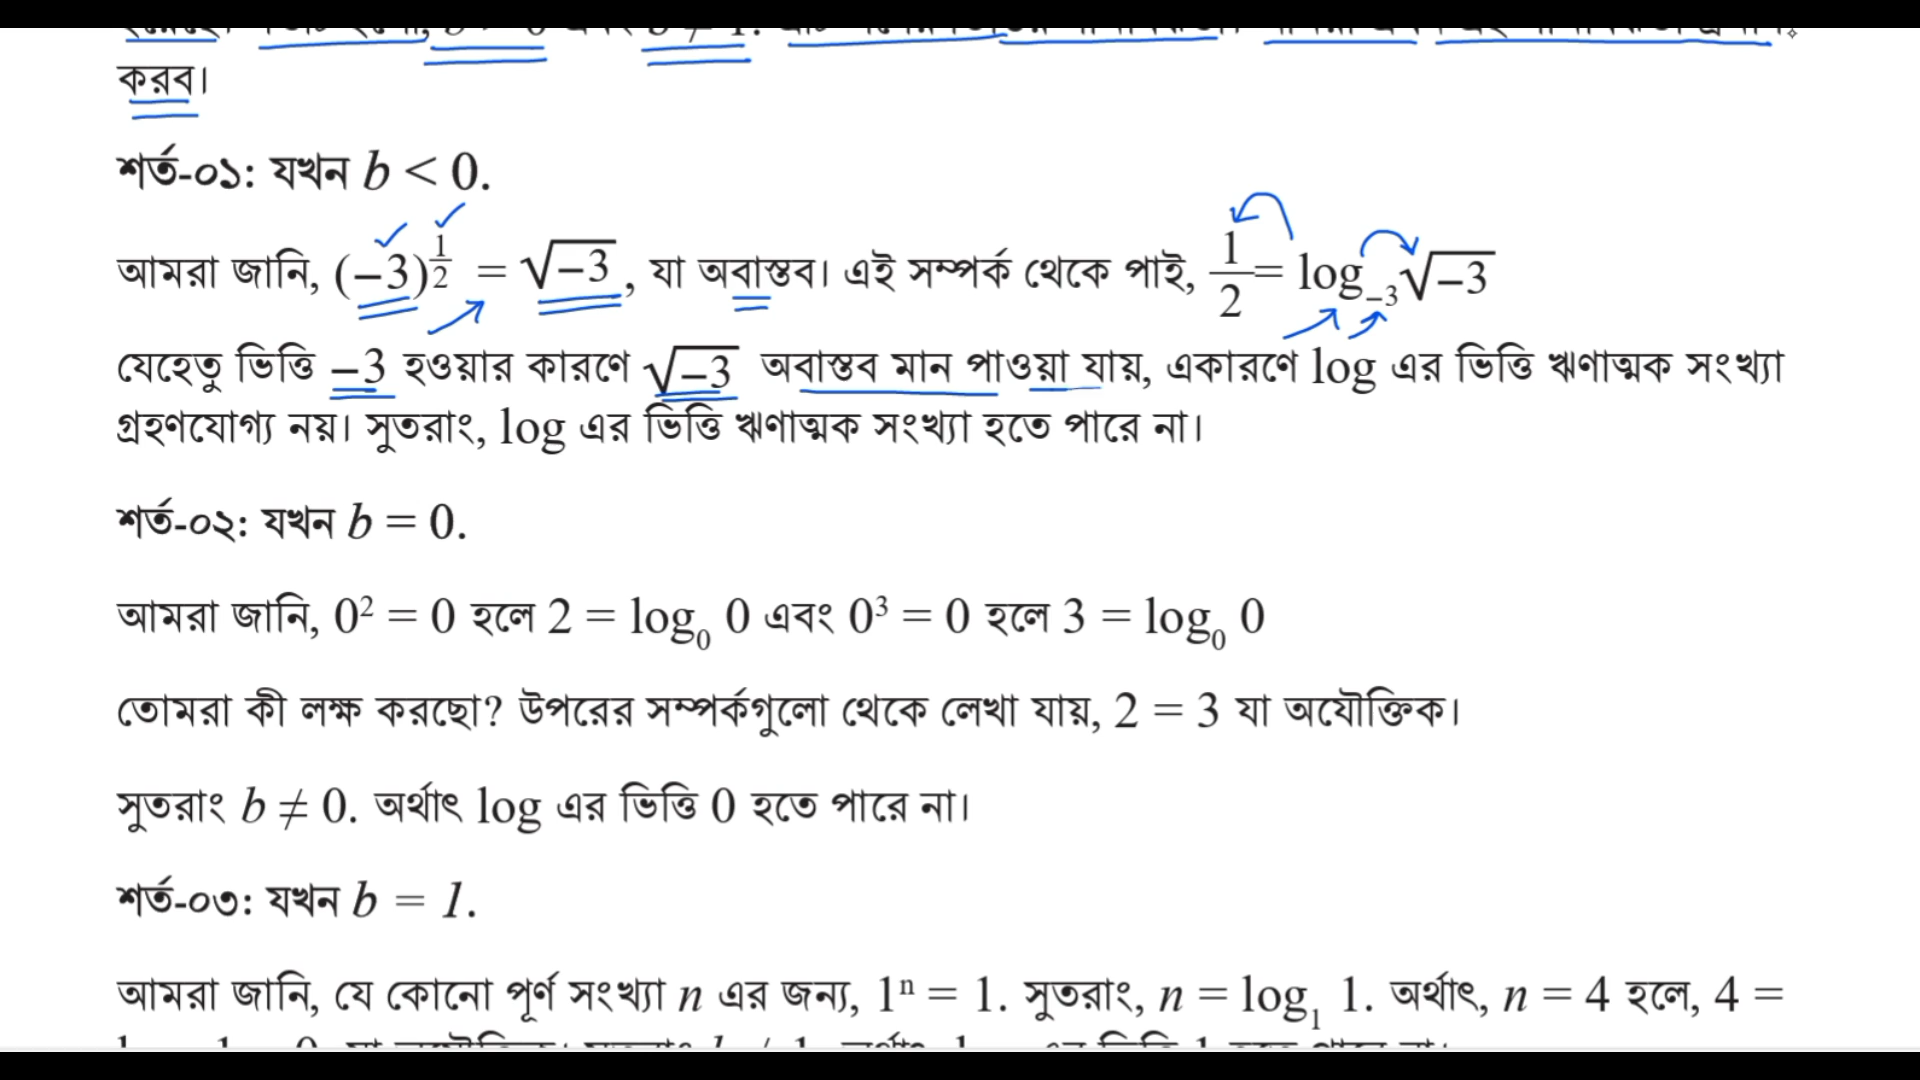 করব।
শর্ত-০১: যখন b < 0.
আমরা জানি, (−3)^{1/2} = √−3, যা অবাস্তব। এই সম্পর্ক থেকে পাই, 1/2 = log₋₃ √−3
যেহেতু ভিত্তি −3 হওয়ার কারণে √−3 অবাস্তব মান পাওয়া যায়, একারণে log এর ভিত্তি ঋণাত্মক সংখ্যা
গ্রহণযোগ্য নয়। সুতরাং, log এর ভিত্তি ঋণাত্মক সংখ্যা হতে পারে না।
শর্ত-০২: যখন b = 0.
আমরা জানি, 0² = 0 হলে 2 = log₀ 0 এবং 0³ = 0 হলে 3 = log₀ 0
তোমরা কী লক্ষ করছো? উপরের সম্পর্কগুলো থেকে লেখা যায়, 2 = 3 যা অযৌক্তিক।
সুতরাং b ≠ 0. অর্থাৎ log এর ভিত্তি 0 হতে পারে না।
শর্ত-০৩: যখন b = 1.
আমরা জানি, যে কোনো পূর্ণ সংখ্যা n এর জন্য, 1ⁿ = 1. সুতরাং, n = log₁ 1. অর্থাৎ, n = 4 হলে, 4 =